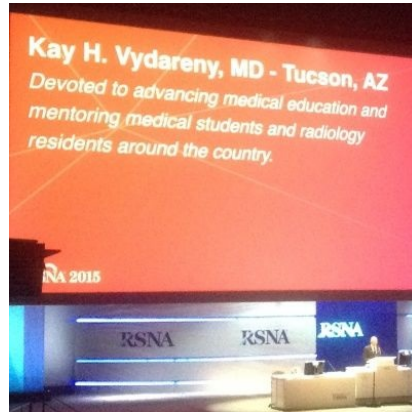 Kay H. Vydareny, MD - Tucson, AZ
Devoted to advancing medical education and
mentoring medical students and radiology
residents around the country.
RSNA 2015
RSNA
RSNA
RSNA